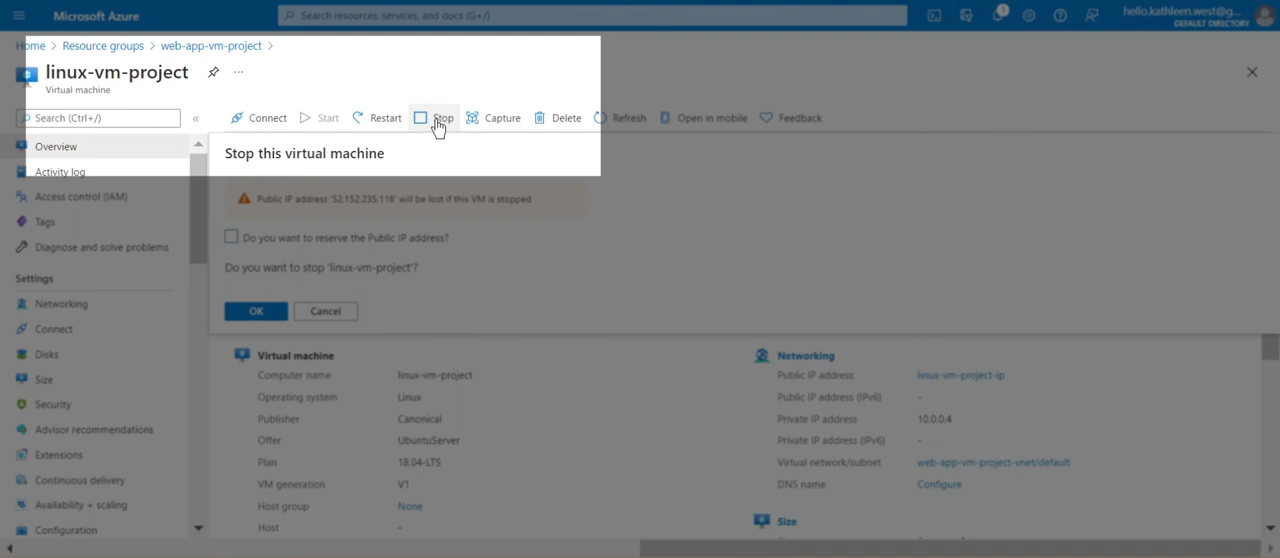 Microsoft Azure
Search resources, services, and docs (G+/)
1
hello.kathleen.west@g...
DEFAULT DIRECTORY
Home > Resource groups > web-app-vm-project >
linux-vm-project
...
Virtual machine
Search (Ctrl+/)
«
Connect
Start
Restart
Stop
Capture
Delete
Refresh
Open in mobile
Feedback
Overview
Activity log
Access control (IAM)
Tags
Diagnose and solve problems
Settings
Networking
Connect
Disks
Size
Security
Advisor recommendations
Extensions
Continuous delivery
Availability + scaling
Configuration
Stop this virtual machine
Public IP address '52.152.235.118' will be lost if this VM is stopped
Do you want to reserve the Public IP address?
Do you want to stop 'linux-vm-project'?
OK
Cancel
Virtual machine
Computer name linux-vm-project
Operating system Linux
Publisher Canonical
Offer UbuntuServer
Plan 18.04-LTS
VM generation V1
Host group None
Host -
Networking
Public IP address linux-vm-project-ip
Public IP address (IPv6) -
Private IP address 10.0.0.4
Private IP address (IPv6) -
Virtual network/subnet web-app-vm-project-vnet/default
DNS name Configure
Size